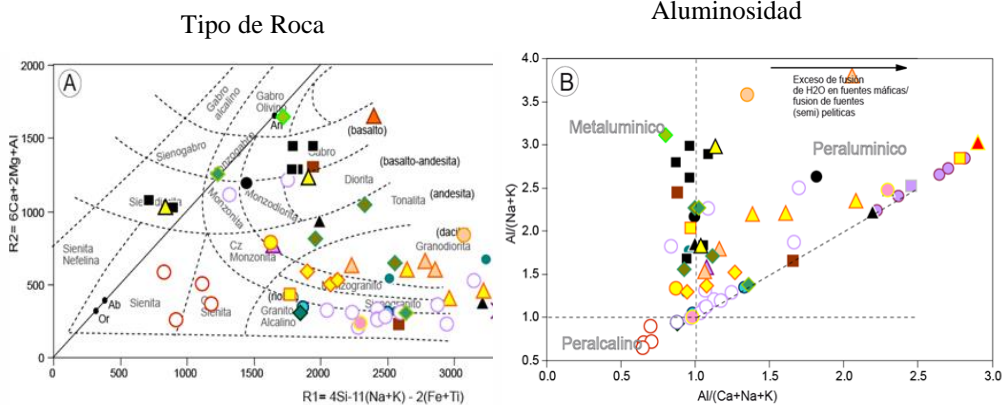 Tipo de Roca
Aluminosidad
A
R2= 6Ca+2Mg+Al
2000
1500
1000
500
0
0
500
1000
1500
2000
2500
3000
R1= 4Si-11(Na+K) - 2(Fe+Ti)
Gabro
alcalino
Gabro
Olivino
An
(basalto)
Sienogabro
Gabro
(basalto-andesita)
Diorita
Monzodiorita
Tonalita
(andesita)
Monzonita
(dacit
Granodiorita
Cz
Monzonita
Sienita
Nefelina
Ab
Or
Sienita
Sienita
Granito
Alcalino
B
Al/(Na+K)
4.0
3.5
3.0
2.5
2.0
1.5
1.0
0.5
0.0
0.5
1.0
1.5
2.0
2.5
3.0
Al/(Ca+Na+K)
Exceso de fusión
de H2O en fuentes máficas/
fusion de fuentes
(semi) peliticas
Metaluminico
Peraluminico
Peralcalino